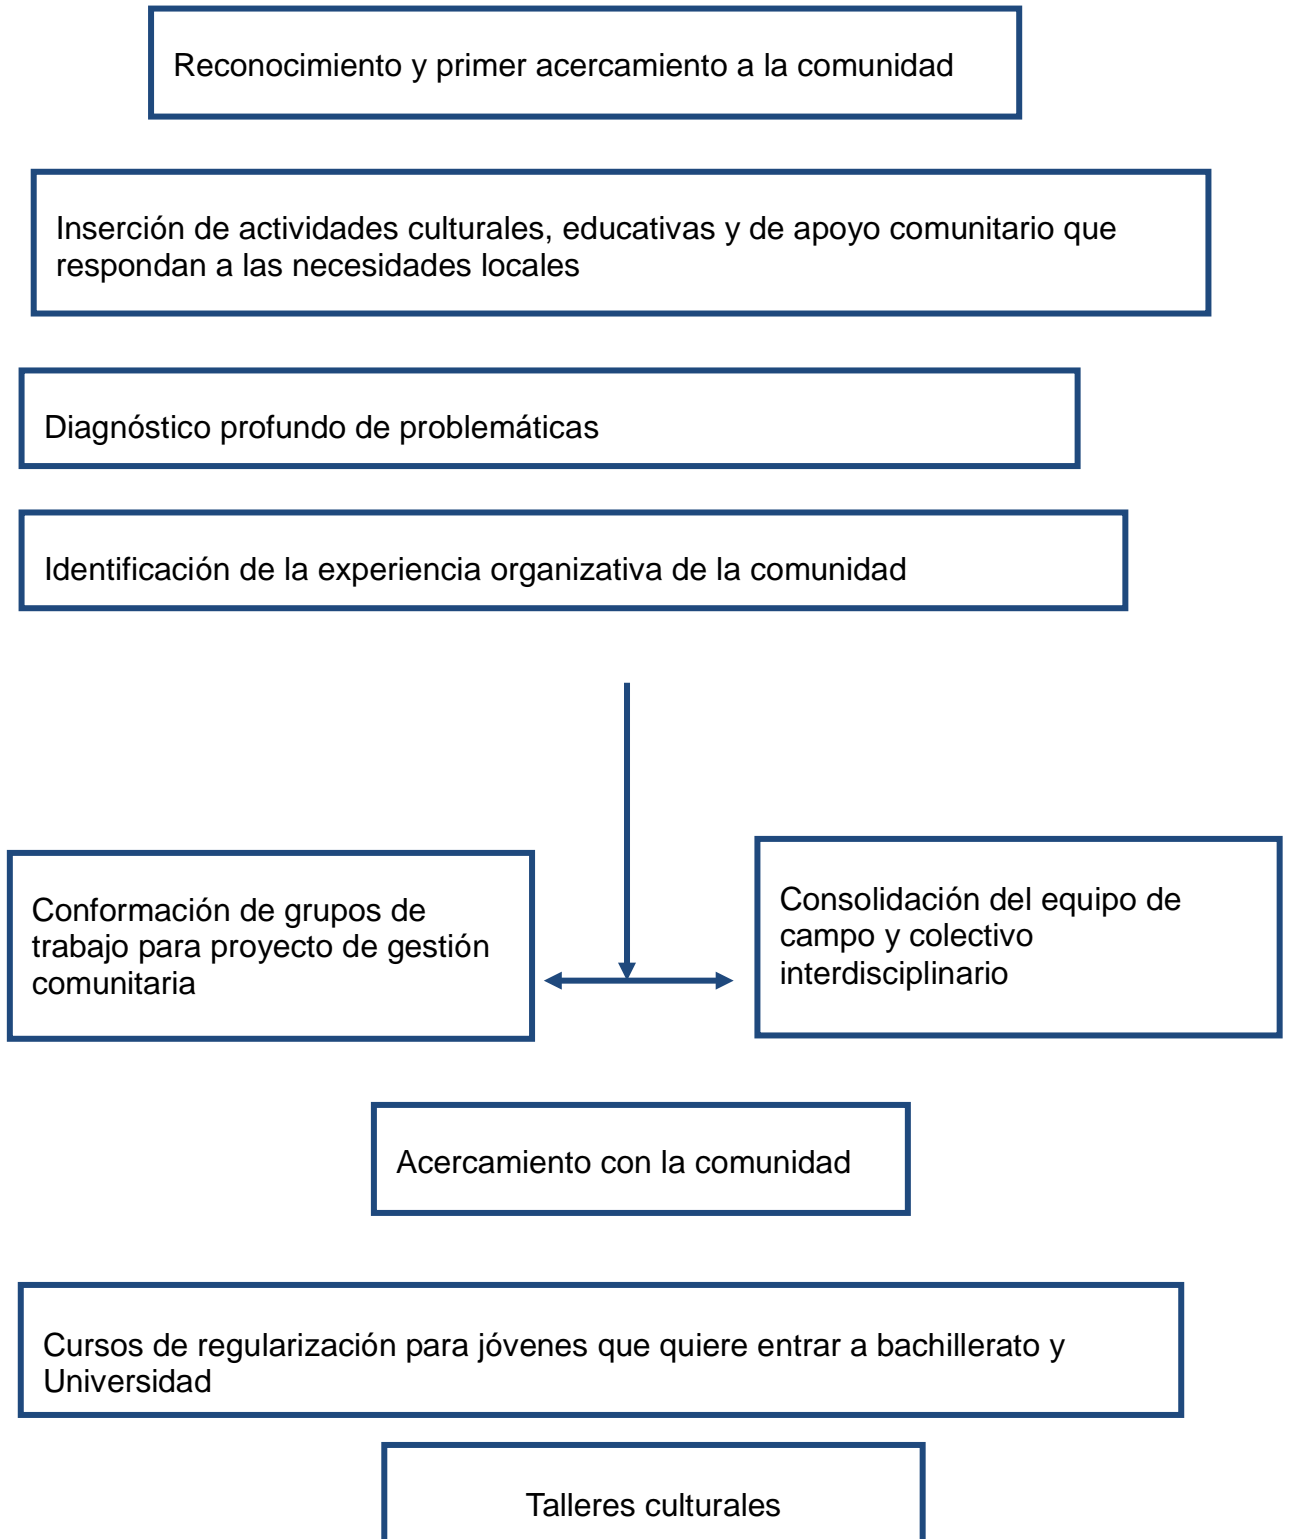 Reconocimiento y primer acercamiento a la comunidad
Inserción de actividades culturales, educativas y de apoyo comunitario que
respondan a las necesidades locales
Diagnóstico profundo de problemáticas
Identificación de la experiencia organizativa de la comunidad
Conformación de grupos de
trabajo para proyecto de gestión
comunitaria
Consolidación del equipo de
campo y colectivo
interdisciplinario
Acercamiento con la comunidad
Cursos de regularización para jóvenes que quiere entrar a bachillerato y
Universidad
Talleres culturales